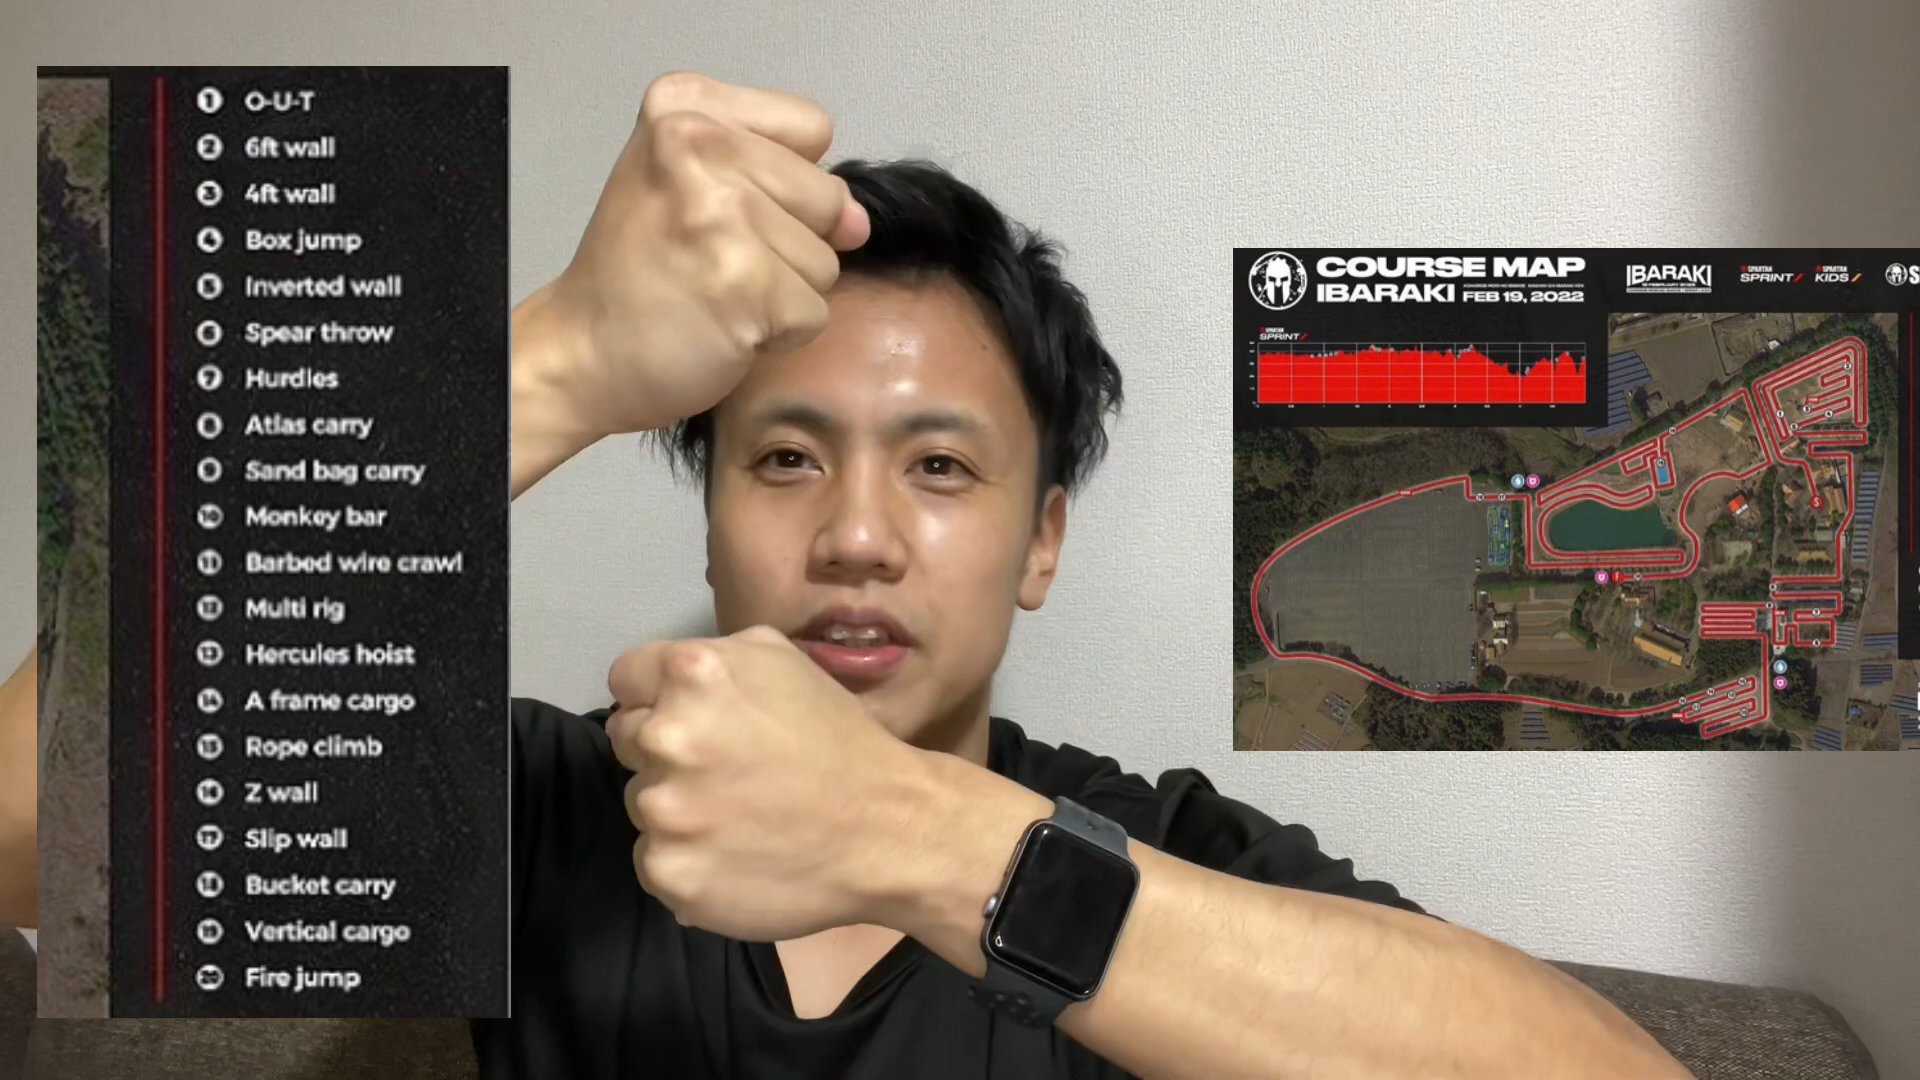 1 O-U-T
2 6ft wall
3 4ft wall
4 Box jump
5 Inverted wall
6 Spear throw
7 Hurdles
8 Atlas carry
9 Sand bag carry
10 Monkey bar
11 Barbed wire crawl
12 Multi rig
13 Hercules hoist
14 A frame cargo
15 Rope climb
16 Z wall
17 Slip wall
18 Bucket carry
19 Vertical cargo
20 Fire jump
COURSE MAP
IBARAKI FEB 19, 2022
IBARAKI
SPARTAN SPRINT
SPARTAN KIDS
SPARTAN SPRINT